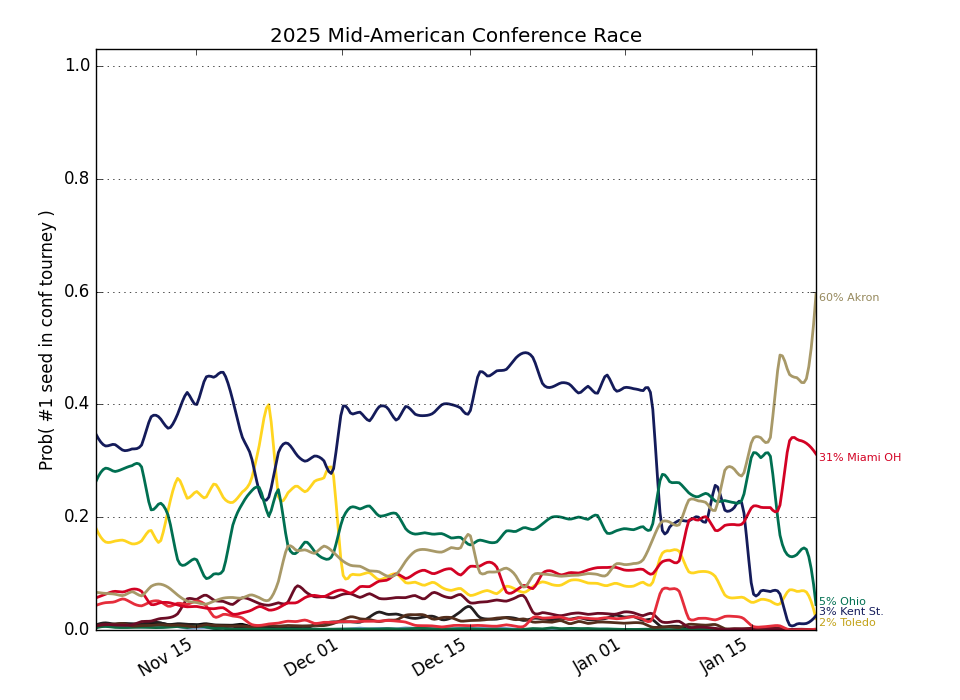 2025 Mid-American Conference Race
Prob( #1 seed in conf tourney )
1.0
0.8
0.6
0.4
0.2
0.0
Nov 15
Dec 01
Dec 15
Jan 01
Jan 15
60% Akron
31% Miami OH
5% Ohio
3% Kent St.
2% Toledo